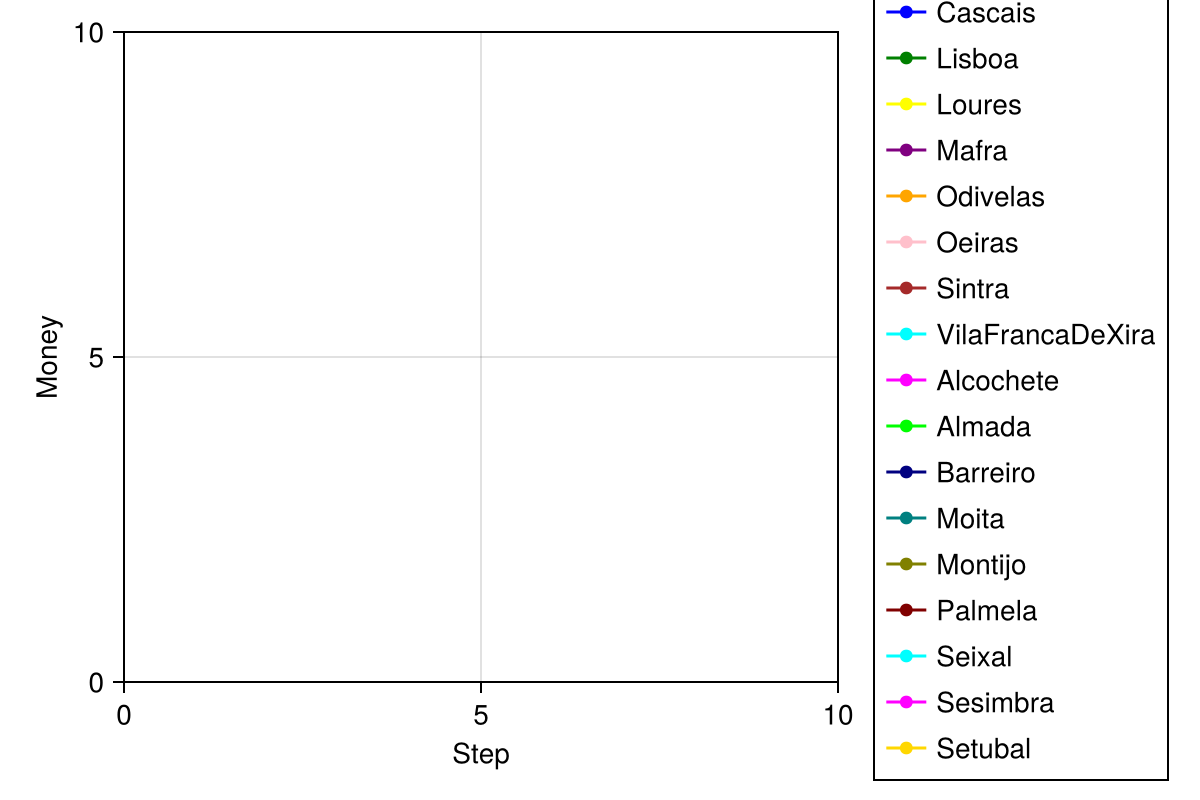 10
5
0
0
5
10
Money
Step
Cascais
Lisboa
Loures
Mafra
Odivelas
Oeiras
Sintra
VilaFrancaDeXira
Alcochete
Almada
Barreiro
Moita
Montijo
Palmela
Seixal
Sesimbra
Setubal